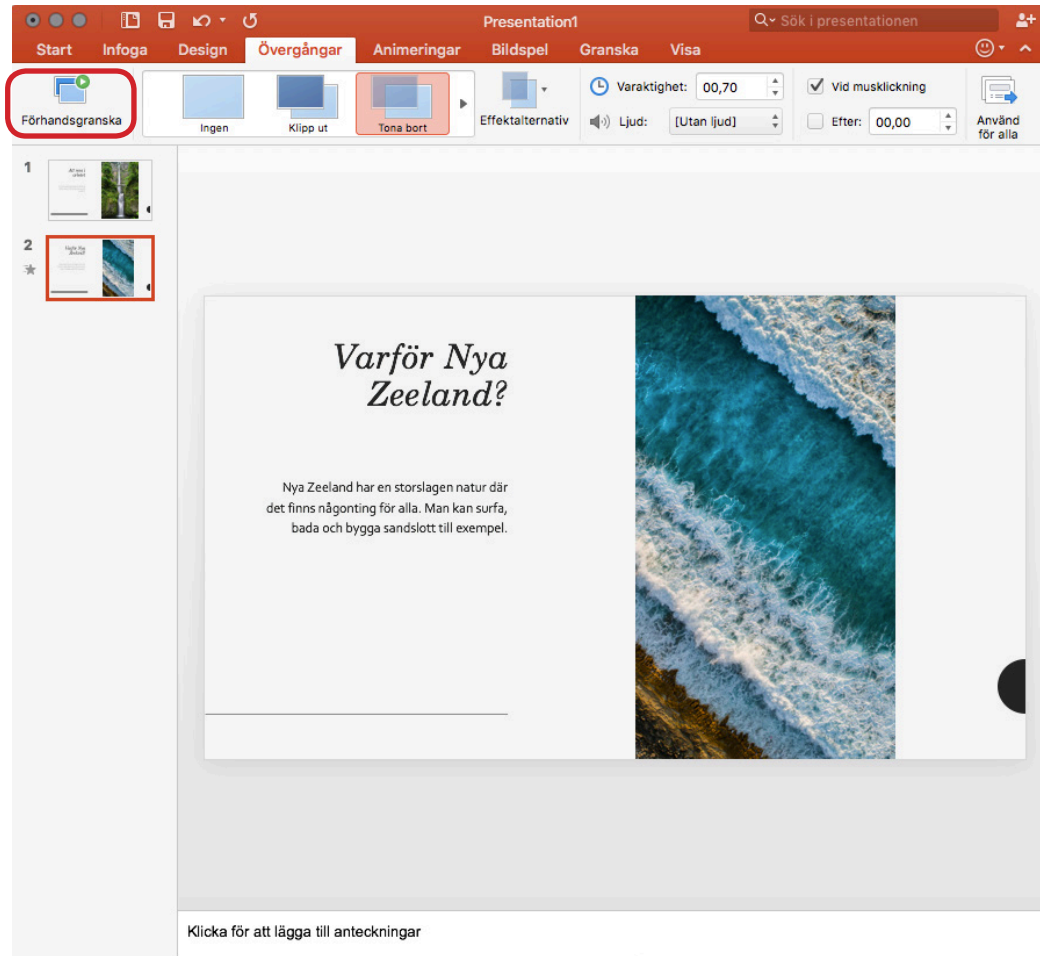 Presentation1
Sök i presentationen
Start Infoga Design Övergångar Animeringar Bildspel Granska Visa
Förhandsgranska
Ingen
Klipp ut
Tona bort
Effektalternativ
Varaktighet: 00,70
Ljud: [Utan ljud]
Vid musklickning
Efter: 00,00
Använd
för alla
1
2
Varför Nya
Zeeland?
Nya Zeeland har en storslagen natur där
det finns någonting för alla. Man kan surfa,
bada och bygga sandslott till exempel.
Klicka för att lägga till anteckningar